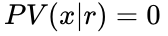 PV(x|r) = 0